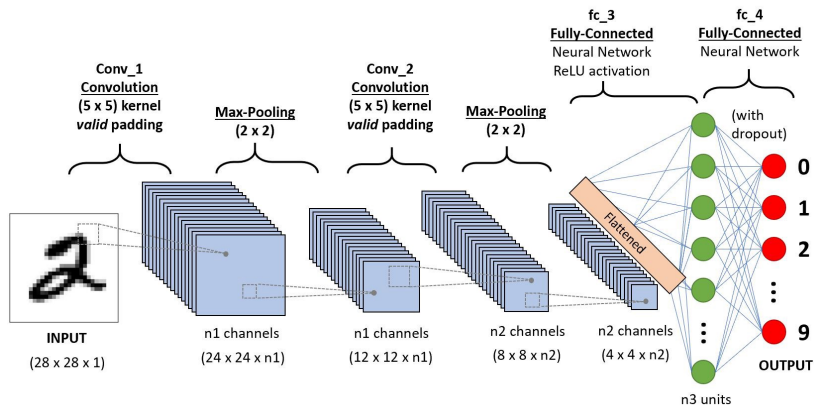 fc_3
Fully-Connected
Neural Network
ReLU activation
fc_4
Fully-Connected
Neural Network
Conv_1
Convolution
(5 x 5) kernel
valid padding
Max-Pooling
(2 x 2)
Conv_2
Convolution
(5 x 5) kernel
valid padding
Max-Pooling
(2 x 2)
(with
dropout)
Flattened
0
1
2
9
INPUT
(28 x 28 x 1)
n1 channels
(24 x 24 x n1)
n1 channels
(12 x 12 x n1)
n2 channels
(8 x 8 x n2)
n2 channels
(4 x 4 x n2)
OUTPUT
n3 units
2